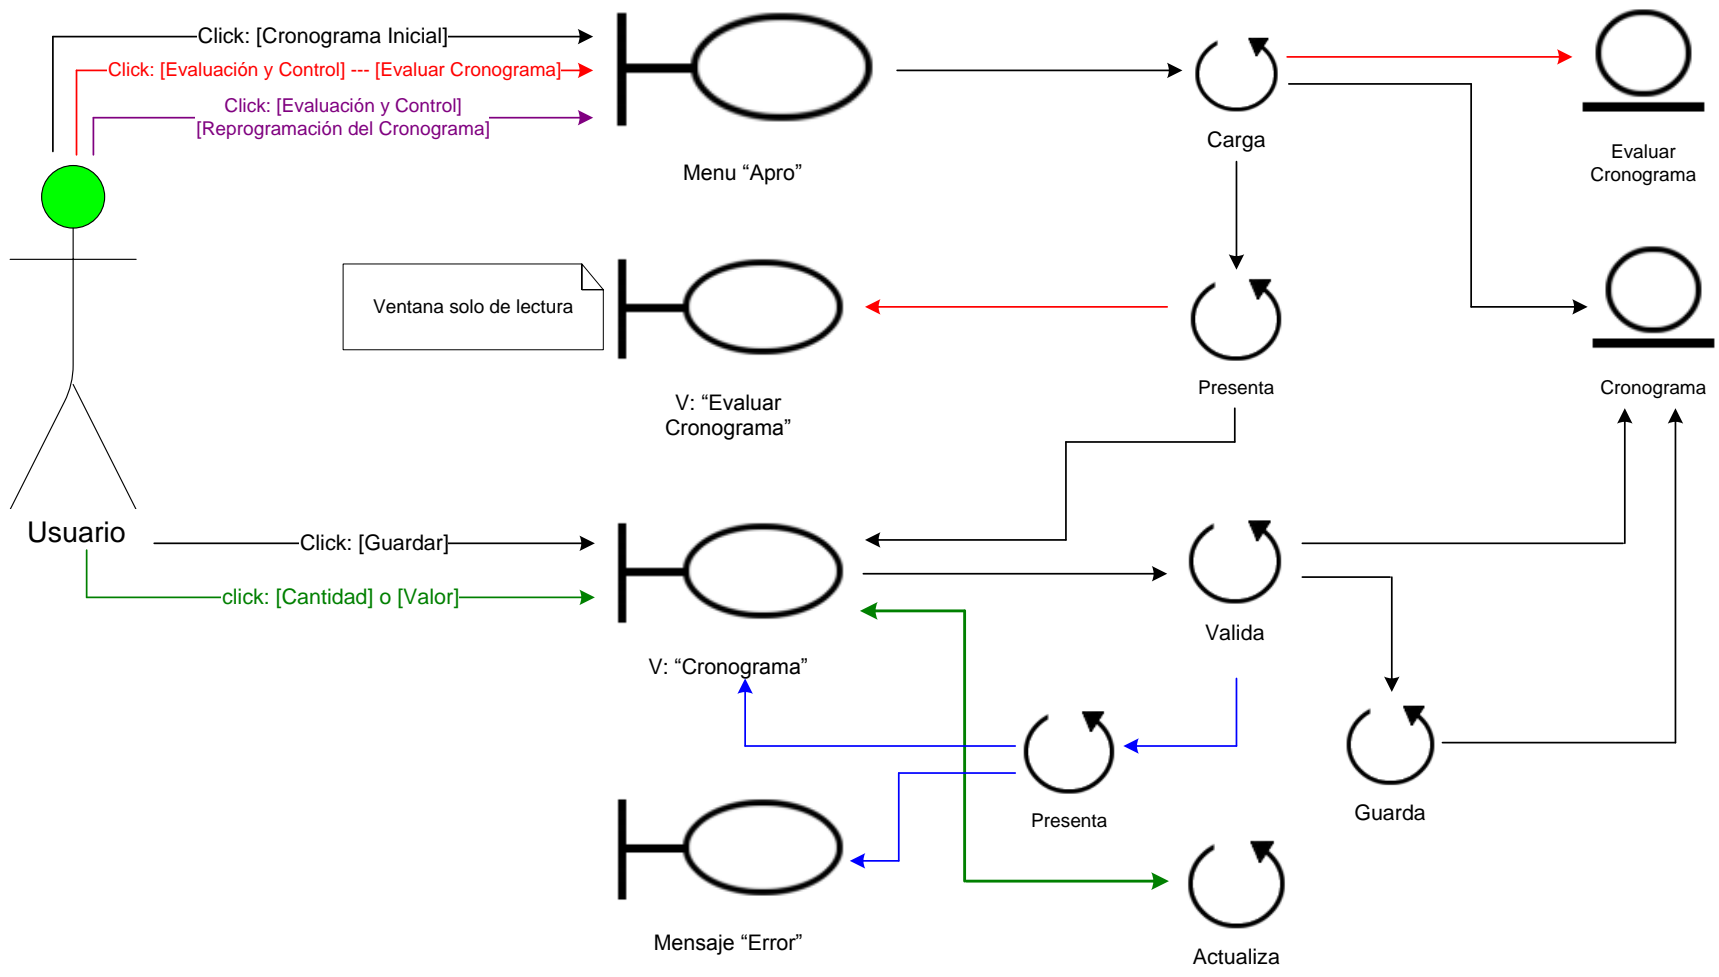 Click: [Cronograma Inicial]
Click: [Evaluación y Control] --- [Evaluar Cronograma]
Click: [Evaluación y Control]
[Reprogramación del Cronograma]
Menu “Apro”
Carga
Evaluar
Cronograma
Ventana solo de lectura
V: “Evaluar
Cronograma”
Presenta
Cronograma
Usuario
Click: [Guardar]
click: [Cantidad] o [Valor]
V: “Cronograma”
Valida
Presenta
Guarda
Mensaje “Error”
Actualiza